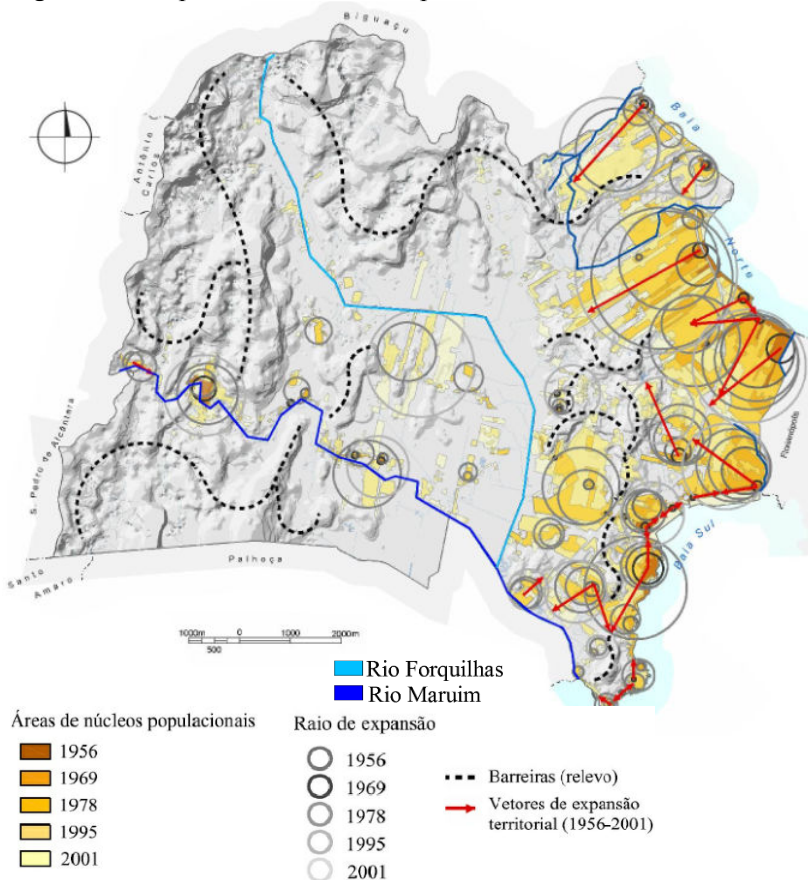 Biguaçu
Baía
Norte
Antônio
Carlos
S. Pedro de Alcântara
Florianópolis
Baía Sul
Palhoça
Santo
Amaro
1000m 0 1000 2000m
500
Rio Forquilhas
Rio Maruim
Áreas de núcleos populacionais
1956
1969
1978
1995
2001
Raio de expansão
1956
1969
1978
1995
2001
Barreiras (relevo)
Vetores de expansão
territorial (1956-2001)